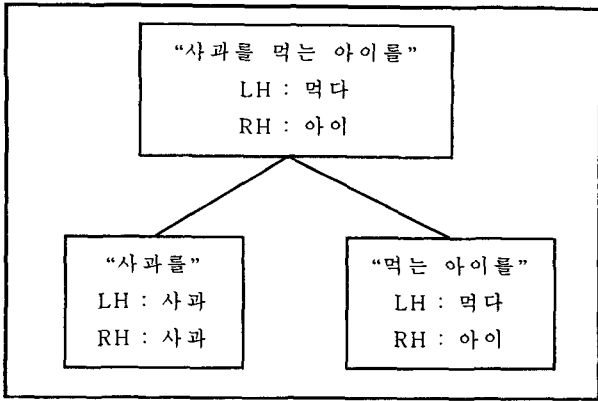 “사과를 먹는 아이를”
LH : 먹다
RH : 아이
“사과를”
LH : 사과
RH : 사과
“먹는 아이를”
LH : 먹다
RH : 아이